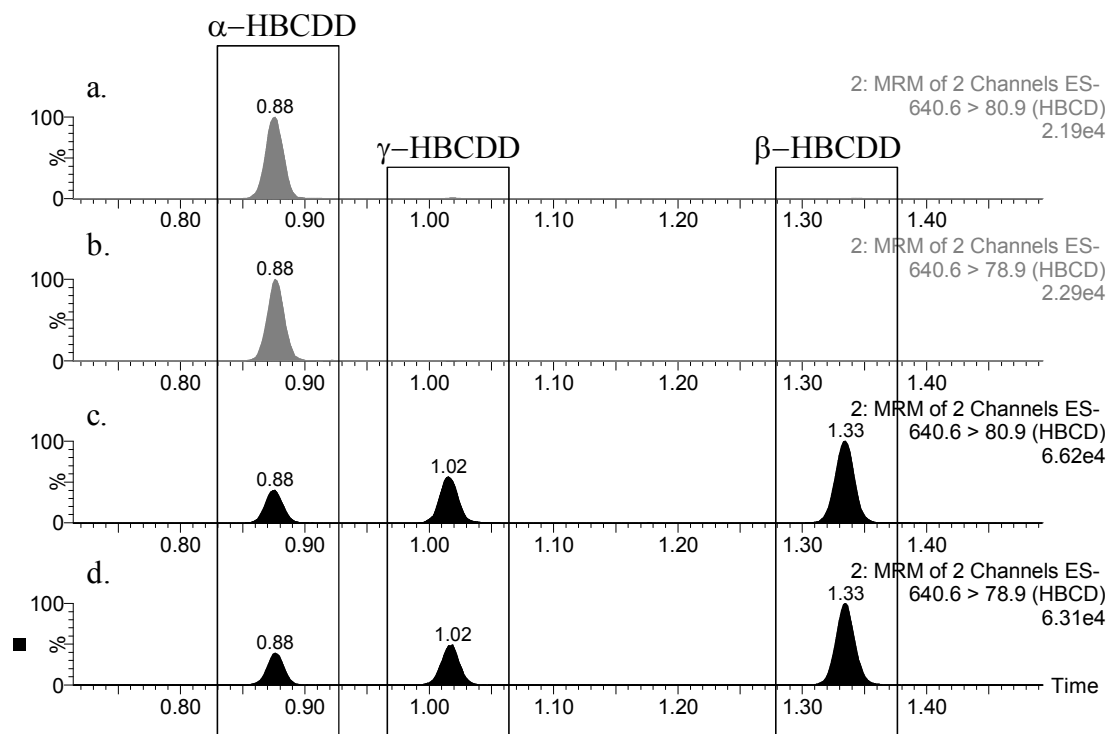 α–HBCDD
a.
0.88
2: MRM of 2 Channels ES-
640.6 > 80.9 (HBCD)
2.19e4
γ–HBCDD
β–HBCDD
100
%
0
0.80 0.90 1.00 1.10 1.20 1.30 1.40
b.
0.88
2: MRM of 2 Channels ES-
640.6 > 78.9 (HBCD)
2.29e4
100
%
0
0.80 0.90 1.00 1.10 1.20 1.30 1.40
c.
2: MRM of 2 Channels ES-
640.6 > 80.9 (HBCD)
6.62e4
0.88 1.02 1.33
100
%
0
0.80 0.90 1.00 1.10 1.20 1.30 1.40
d.
2: MRM of 2 Channels ES-
640.6 > 78.9 (HBCD)
6.31e4
0.88 1.02 1.33
100
%
0
Time
0.80 0.90 1.00 1.10 1.20 1.30 1.40